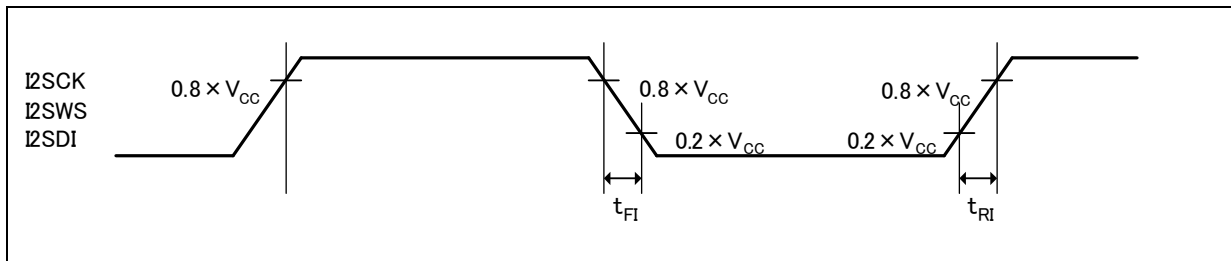 I2SCK
I2SWS
I2SDI
0.8 × VCC
0.8 × VCC
0.2 × VCC
0.8 × VCC
0.2 × VCC
tFI
tRI